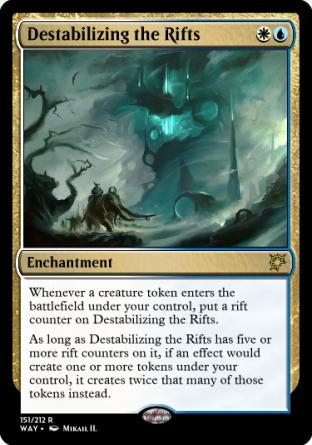 Destabilizing the Rifts
Enchantment
Whenever a creature token enters the
battlefield under your control, put a rift
counter on Destabilizing the Rifts.
As long as Destabilizing the Rifts has five or
more rift counters on it, if an effect would
create one or more tokens under your
control, it creates twice that many of those
tokens instead.
151/212 R
WAY • Mikail IL